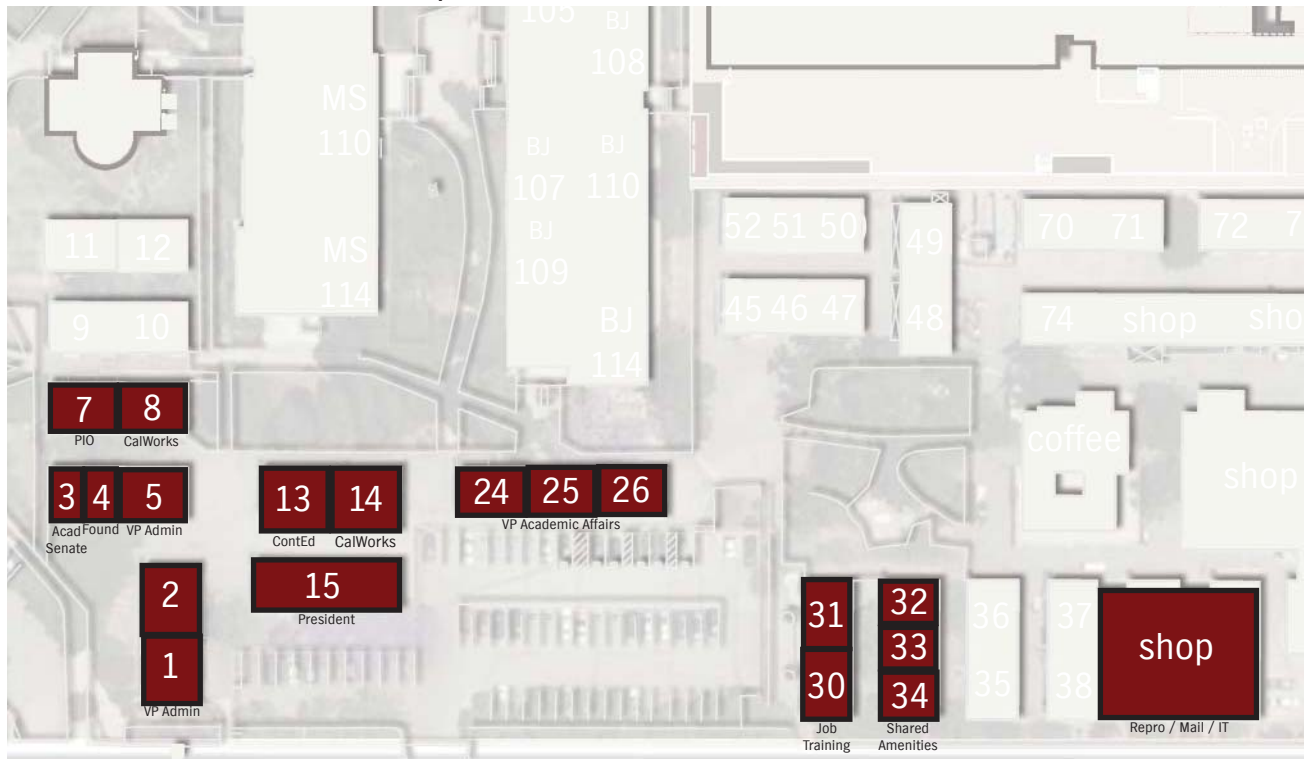 105
BJ
108
MS
110
BJ
107
BJ
110
BJ
109
MS
114
BJ
114
52 51 50
49
70 71 72 7
11 12
45 46 47
48
74 shop sho
9 10
7 8
PIO CalWorks
coffee
shop
3 4 5
Acad
Senate
Found
VP Admin
13 14
ContEd CalWorks
24 25 26
VP Academic Affairs
2
1
VP Admin
15
President
31
30
Job
Training
32
33
34
Shared
Amenities
36
35
37
38
shop
Repro / Mail / IT